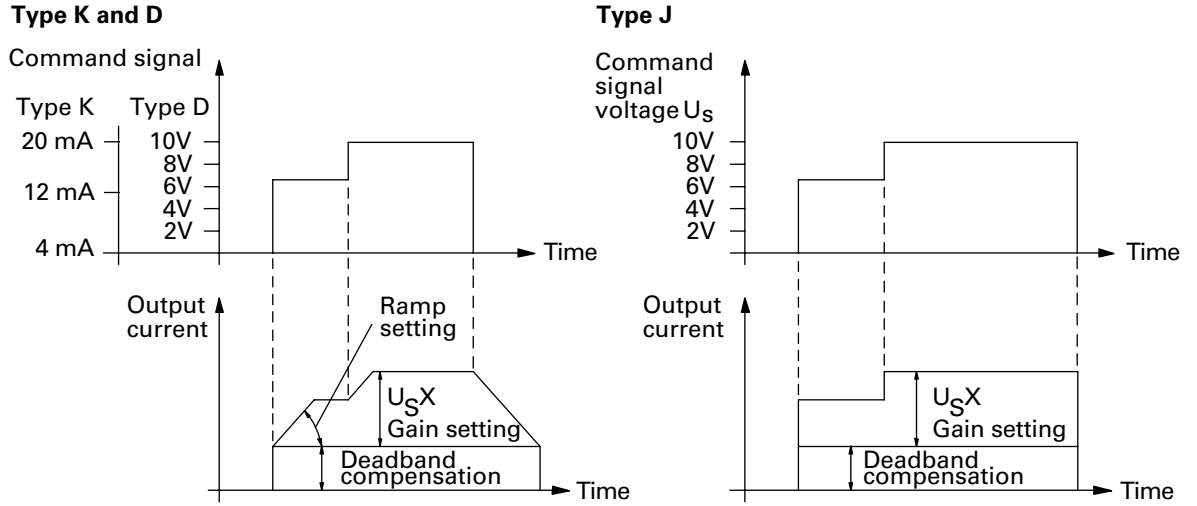 Type K and D
Command signal
Type K
Type D
20 mA
12 mA
4 mA
10V
8V
6V
4V
2V
Time
Output
current
Ramp
setting
USX
Gain setting
Deadband
compensation
Time
Type J
Command
signal
voltage US
10V
8V
6V
4V
2V
Time
Output
current
USX
Gain setting
Deadband
compensation
Time